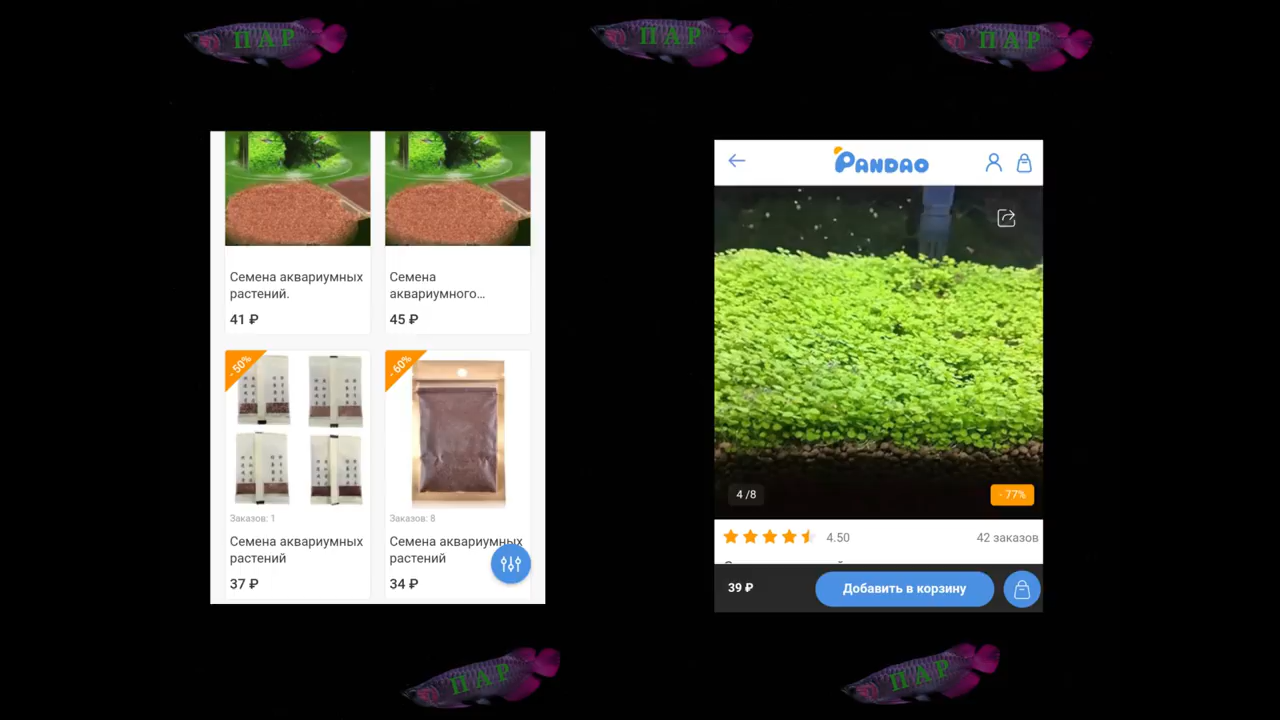 ПАР
ПАР
ПАР
Семена аквариумных
растений.
41 ₽
Семена
аквариумного...
45 ₽
- 50%
Заказов: 1
Семена аквариумных
растений
37 ₽
- 60%
Заказов: 8
Семена аквариумных
растений
34 ₽
PANDAO
4 /8
- 77%
4.50
42 заказов
39 ₽
Добавить в корзину
ПАР
ПАР